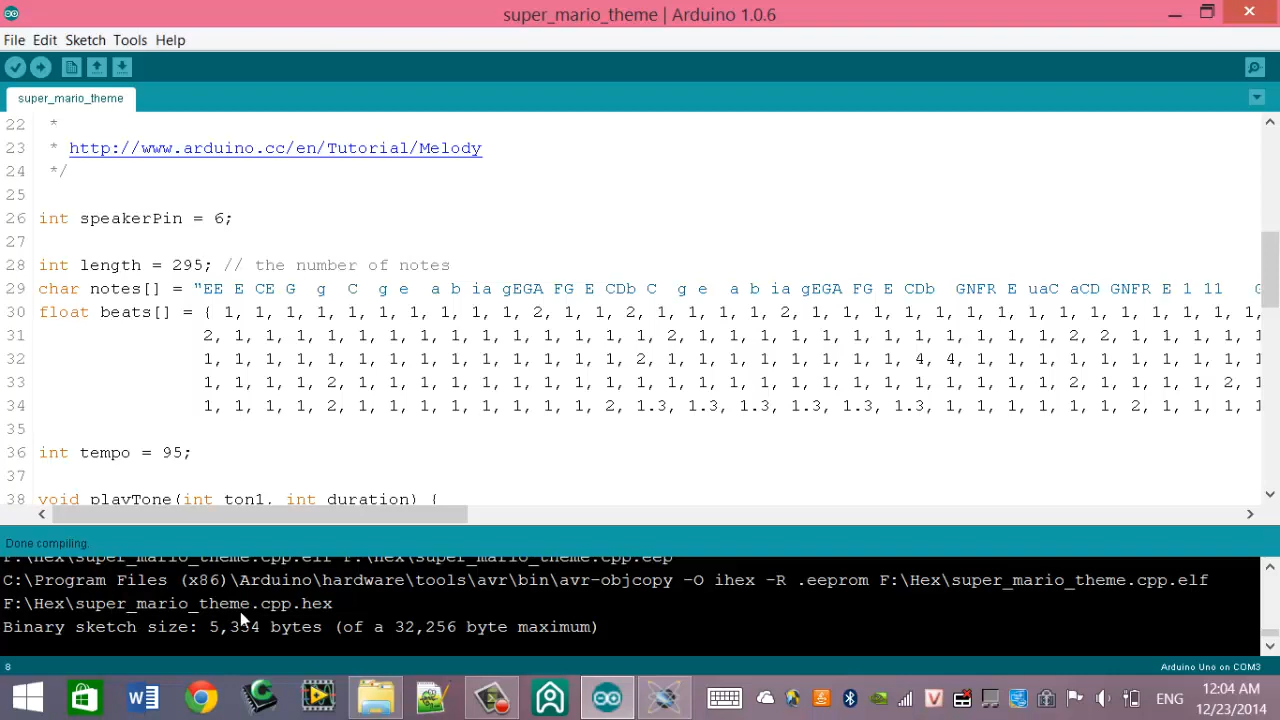 super_mario_theme | Arduino 1.0.6
File Edit Sketch Tools Help
super_mario_theme
22 *
23 * http://www.arduino.cc/en/Tutorial/Melody
24 */
25
26 int speakerPin = 6;
27
28 int length = 295; // the number of notes
29 char notes[] = "EE E CE G  g  C  g e  a b ia gEGA FG E CDb C  g e  a b ia gEGA FG E CDb  GNFR E uaC aCD GNFR E 1 11
30 float beats[] = { 1, 1, 1, 1, 1, 1, 1, 1, 1, 1, 2, 1, 1, 2, 1, 1, 1, 1, 2, 1, 1, 1, 1, 1, 1, 1, 1, 1, 1, 1, 1, 1, 1,
31 2, 1, 1, 1, 1, 1, 1, 1, 1, 1, 1, 1, 1, 1, 1, 2, 1, 1, 1, 1, 1, 1, 1, 1, 1, 1, 1, 1, 2, 2, 1, 1, 1, 1,
32 1, 1, 1, 1, 1, 1, 1, 1, 1, 1, 1, 1, 1, 1, 2, 1, 1, 1, 1, 1, 1, 1, 1, 4, 4, 1, 1, 1, 1, 1, 1, 1, 1, 1,
33 1, 1, 1, 1, 2, 1, 1, 1, 1, 1, 1, 1, 1, 1, 1, 1, 1, 1, 1, 1, 1, 1, 1, 1, 1, 1, 1, 1, 2, 1, 1, 1, 1, 2, 1
34 1, 1, 1, 1, 2, 1, 1, 1, 1, 1, 1, 1, 1, 2, 1.3, 1.3, 1.3, 1.3, 1.3, 1.3, 1, 1, 1, 1, 1, 1, 2, 1, 1, 1, 1
35
36 int tempo = 95;
37
38 void playTone(int ton1, int duration) {
Done compiling.
F:\Hex\super_mario_theme.cpp.elf F:\Hex\super_mario_theme.cpp.eep
C:\Program Files (x86)\Arduino\hardware\tools\avr\bin\avr-objcopy -O ihex -R .eeprom F:\Hex\super_mario_theme.cpp.elf
F:\Hex\super_mario_theme.cpp.hex
Binary sketch size: 5,334 bytes (of a 32,256 byte maximum)
8
Arduino Uno on COM3
ENG
12:04 AM
12/23/2014